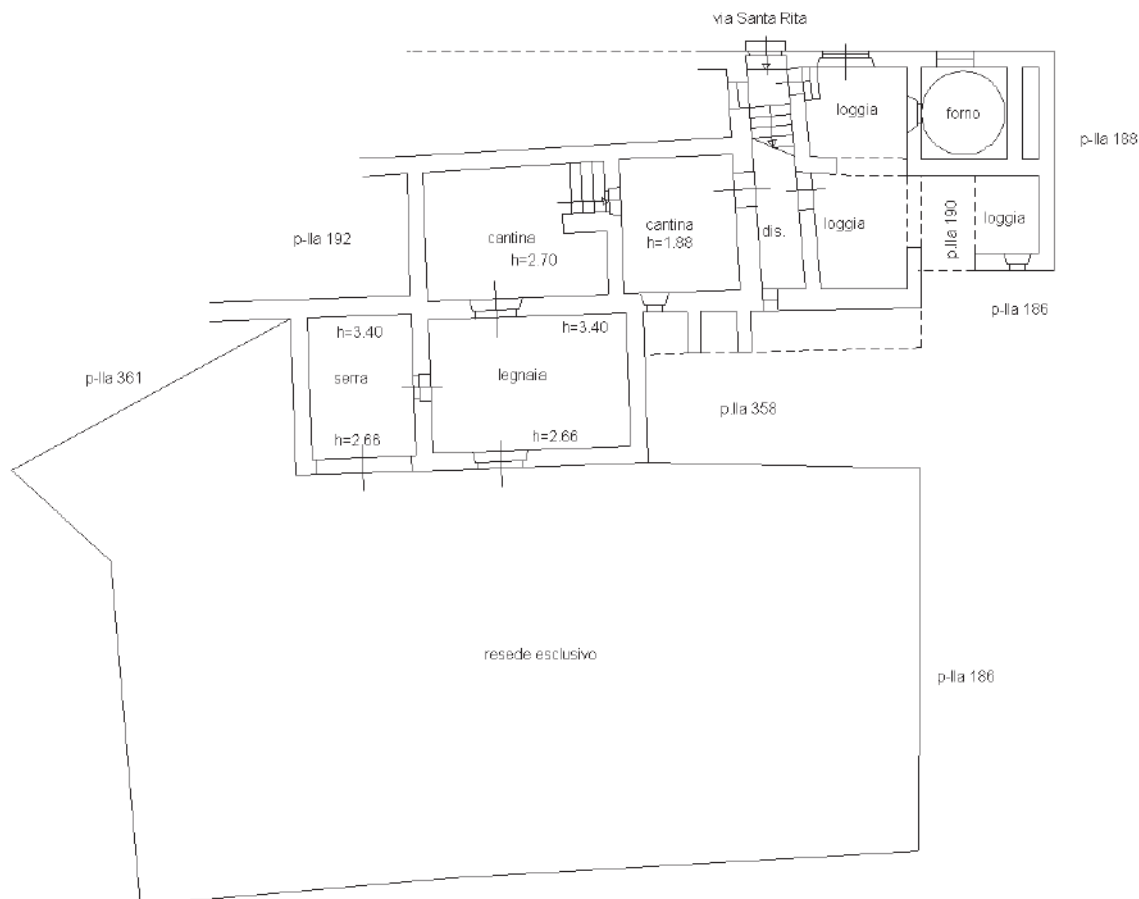 via Santa Rita
loggia
forno
p-lla 188
cantina
h=1.88
dis.
loggia
p.lla 190
loggia
p-lla 192
cantina
h=2.70
p-lla 186
h=3.40
h=3.40
p-lla 361
serra
legnaia
p.lla 358
h=2.66
h=2.66
resede esclusivo
p-lla 186